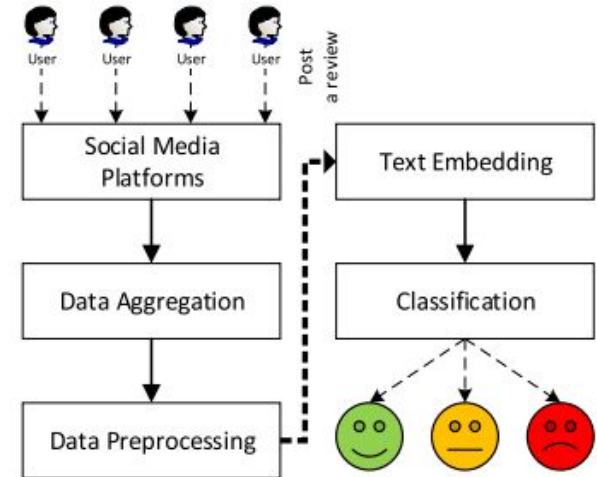 User
User
User
User
Post
a review
Social Media
Platforms
Data Aggregation
Data Preprocessing
Text Embedding
Classification